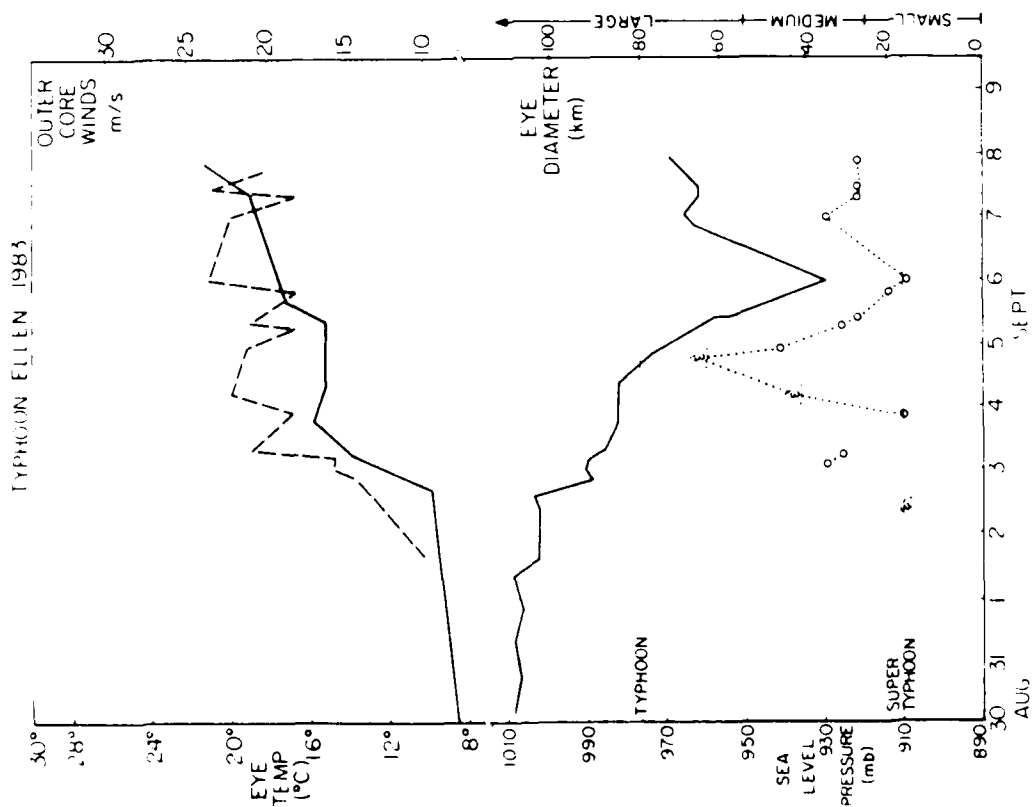 TYPHOON ELLEN 1983
30°
28°
24°
20°
16°
12°
8°
EYE
TEMP
(°C)
OUTER
CORE
WINDS
m/s
30
25
20
15
10
1010
990
970
950
930
910
890
SEA
LEVEL
PRESSURE
(mb)
TYPHOON
SUPER
TYPHOON
EYE
DIAMETER
(km)
100
80
60
40
20
0
LARGE
MEDIUM
SMALL
30
31
1
2
3
4
5
6
7
8
9
AUG
SEPT